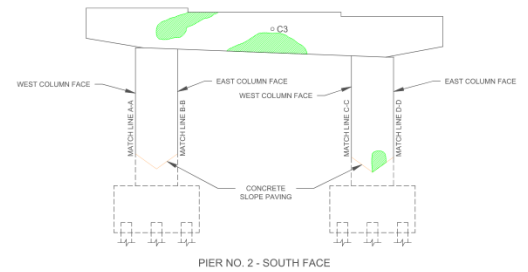 C3
WEST COLUMN FACE
EAST COLUMN FACE
WEST COLUMN FACE
EAST COLUMN FACE
MATCH LINE A-A
MATCH LINE B-B
MATCH LINE C-C
MATCH LINE D-D
CONCRETE
SLOPE PAVING
PIER NO. 2 - SOUTH FACE